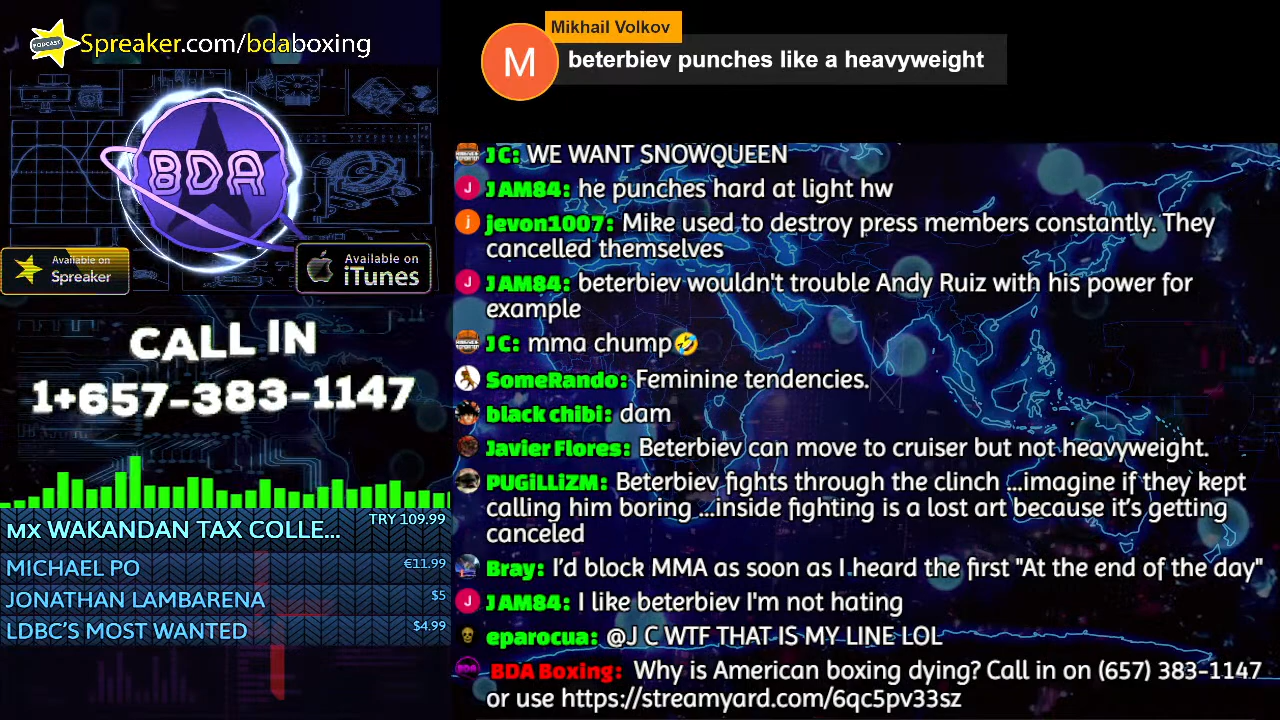 PODCAST
Spreaker.com/bdaboxing
BDA
Available on
Spreaker
Available on
iTunes
CALL IN
1+657-383-1147
MX WAKANDAN TAX COLLE... TRY 109.99
MICHAEL PO €11.99
JONATHAN LAMBARENA $5
LDBC'S MOST WANTED $4.99
Mikhail Volkov
M
beterbiev punches like a heavyweight
JC: WE WANT SNOWQUEEN
J JAM84: he punches hard at light hw
j jevon1007: Mike used to destroy press members constantly. They
cancelled themselves
J JAM84: beterbiev wouldn't trouble Andy Ruiz with his power for
example
JC: mma chump🤣
SomeRando: Feminine tendencies.
black chibi: dam
Javier Flores: Beterbiev can move to cruiser but not heavyweight.
PUGiLLiZM: Beterbiev fights through the clinch ...imagine if they kept
calling him boring ...inside fighting is a lost art because it's getting
canceled
Bray: I'd block MMA as soon as I heard the first "At the end of the day"
J JAM84: I like beterbiev I'm not hating
eparocua: @J C WTF THAT IS MY LINE LOL
BDA BDA Boxing: Why is American boxing dying? Call in on (657) 383-1147
or use https://streamyard.com/6qc5pv33sz